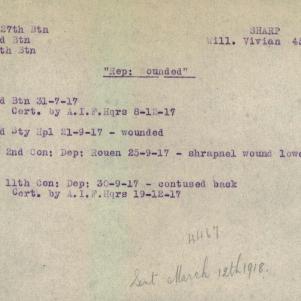 27th Btn SHARP
d Btn Will. Vivian 4
th Btn
"Rep: Wounded"
d Btn 31-7-17
Cert. by A.I.F.Hqrs 8-12-17
d Sty Hpl 21-9-17 - wounded
2nd Con; Dep; Rouen 25-9-17 - shrapnel wound lowe
11th Con; Dep; 30-9-17 - contused back
Cert. by A.I.F.Hqrs 19-12-17
4467
Sent March 12th 1918.